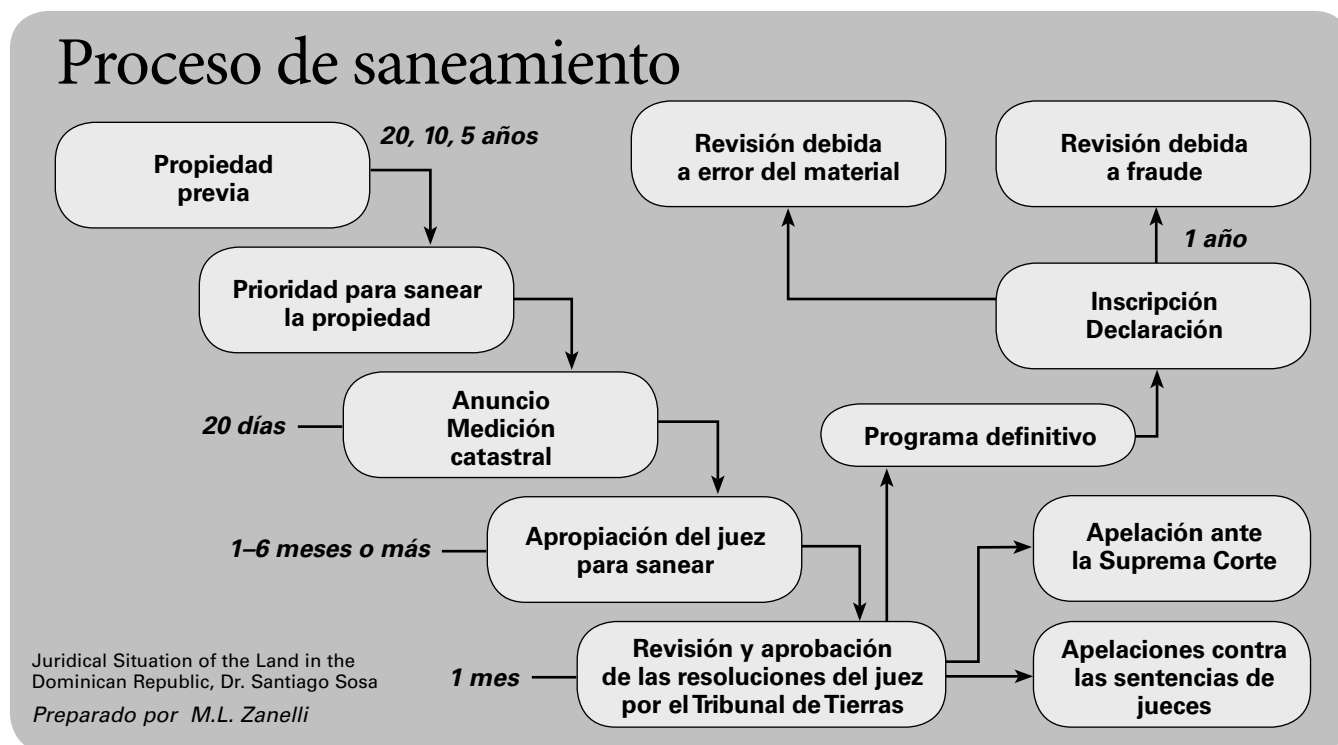 Proceso de saneamiento
Propiedad
previa
20, 10, 5 años
Prioridad para sanear
la propiedad
20 días
Anuncio
Medición
catastral
1–6 meses o más
Apropiación del juez
para sanear
1 mes
Revisión y aprobación
de las resoluciones del juez
por el Tribunal de Tierras
Revisión debida
a error del material
Revisión debida
a fraude
1 año
Inscripción
Declaración
Programa definitivo
Apelación ante
la Suprema Corte
Apelaciones contra
las sentencias de
jueces
Juridical Situation of the Land in the
Dominican Republic, Dr. Santiago Sosa
Preparado por M.L. Zanelli